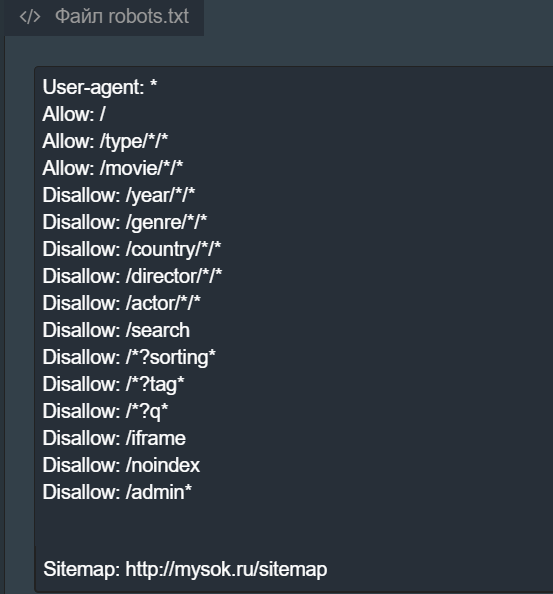 </> Файл robots.txt
User-agent: *
Allow: /
Allow: /type/*/*
Allow: /movie/*/*
Disallow: /year/*/*
Disallow: /genre/*/*
Disallow: /country/*/*
Disallow: /director/*/*
Disallow: /actor/*/*
Disallow: /search
Disallow: /*?sorting*
Disallow: /*?tag*
Disallow: /*?q*
Disallow: /iframe
Disallow: /noindex
Disallow: /admin*
Sitemap: http://mysok.ru/sitemap